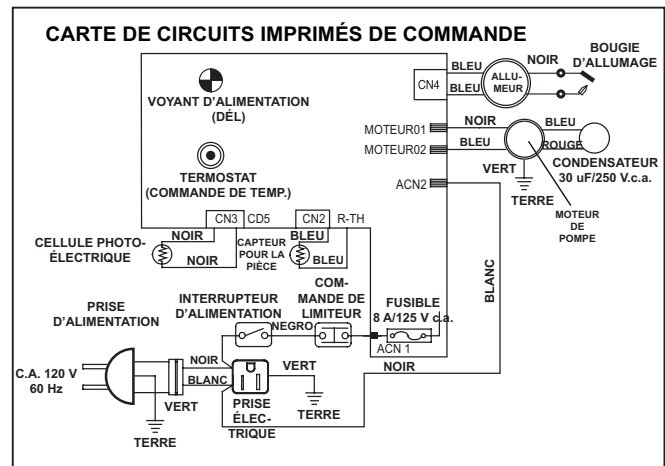 CARTE DE CIRCUITS IMPRIMÉS DE COMMANDE
VOYANT D'ALIMENTATION
(DÉL)
TERMOSTAT
(COMMANDE DE TEMP.)
CN4
BLEU
BLEU
ALLU-
MEUR
NOIR
BOUGIE
D'ALLUMAGE
MOTEUR01
MOTEUR02
NOIR
BLEU
BLEU
ROUGE
CONDENSATEUR
30 uF/250 V.c.a.
VERT
TERRE
MOTEUR
DE
POMPE
ACN2
BLANC
CN3
CD5
CN2
R-TH
CELLULE PHOTO-
ÉLECTRIQUE
NOIR
NOIR
CAPTEUR
POUR LA
PIÈCE
BLEU
BLEU
PRISE
D'ALIMENTATION
INTERRUPTEUR
D'ALIMENTATION
NEGRO
COM-
MANDE DE
LIMITEUR
FUSIBLE
8 A/125 V c.a.
ACN 1
NOIR
C.A. 120 V
60 Hz
NOIR
BLANC
VERT
TERRE
VERT
TERRE
PRISE
ÉLEC-
TRIQUE